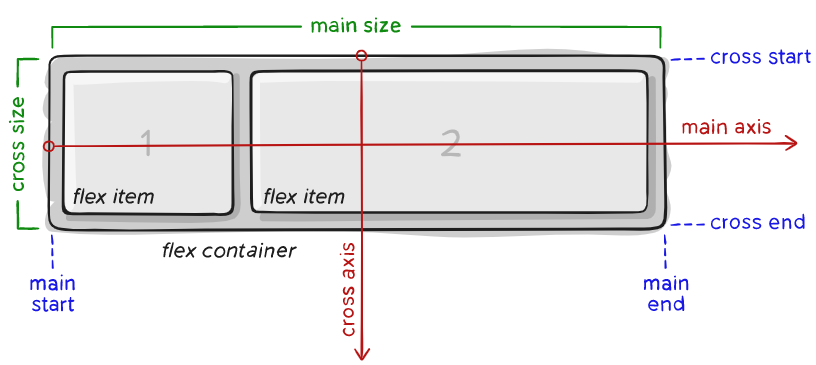 main size
cross start
cross size
main axis
1
2
flex item
flex item
cross end
flex container
cross axis
main
start
main
end